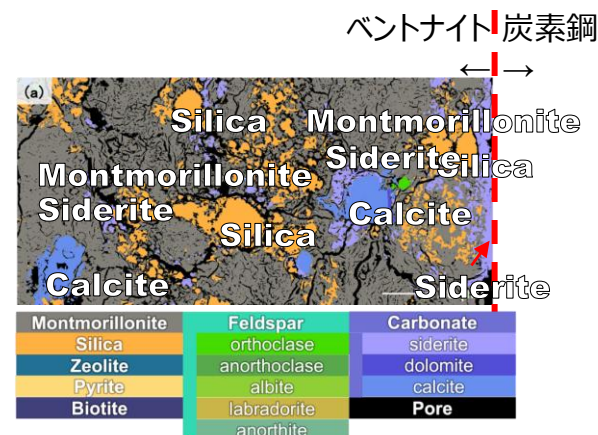 ベントナイト 炭素鋼
← →
(a)
Silica
Montmorillonite
Siderite
Silica
Montmorillonite
Siderite
Calcite
Silica
Calcite
Siderite
Montmorillonite Feldspar Carbonate
Silica orthoclase siderite
Zeolite anorthoclase dolomite
Pyrite albite calcite
Biotite labradorite Pore
anorthite